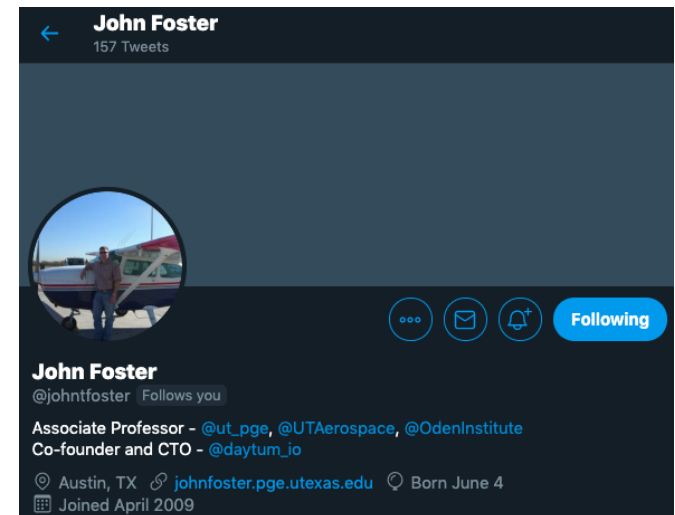 John Foster
157 Tweets
Following
John Foster
@johntfoster Follows you
Associate Professor - @ut_pge, @UTAerospace, @OdenInstitute
Co-founder and CTO - @daytum_io
Austin, TX johnfoster.pge.utexas.edu Born June 4
Joined April 2009